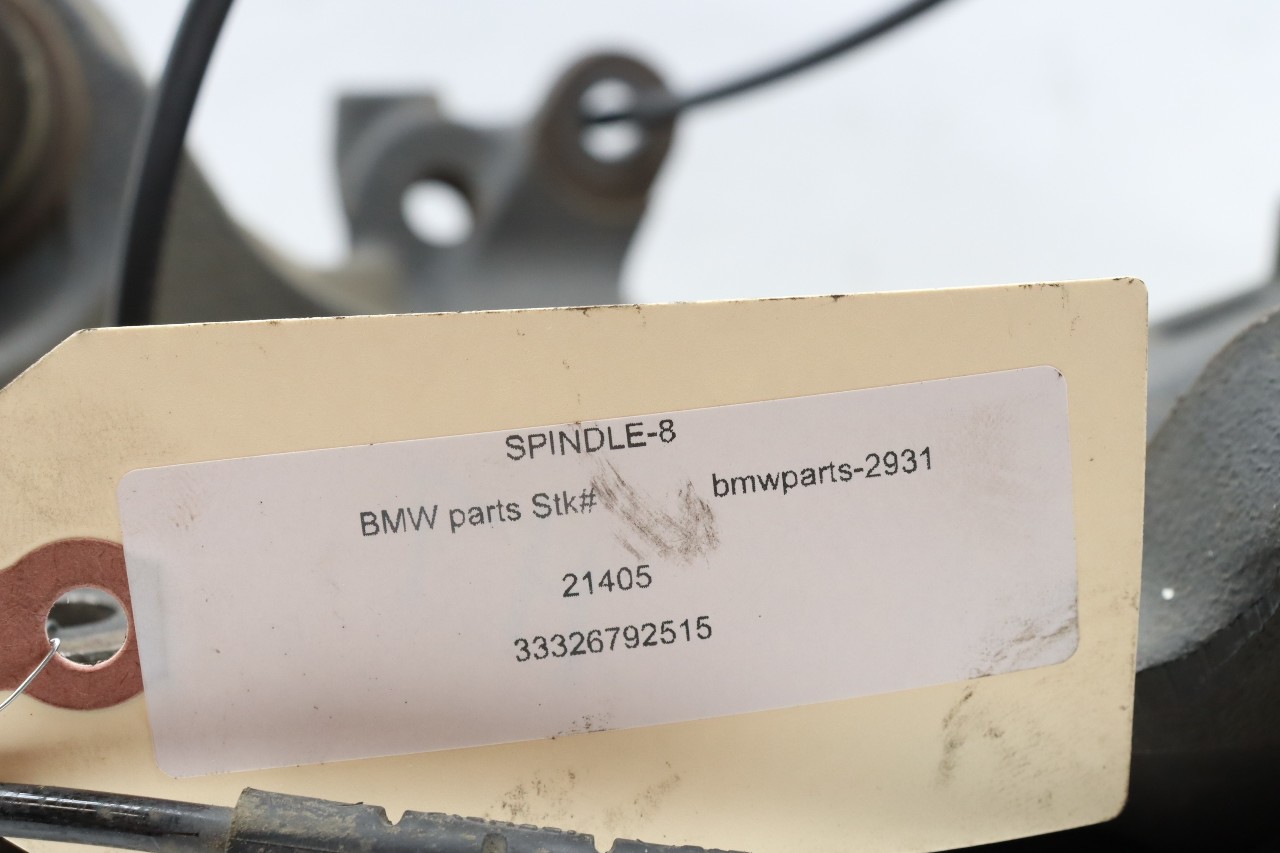 SPINDLE-8
BMW parts Stk# bmwparts-2931
21405
33326792515